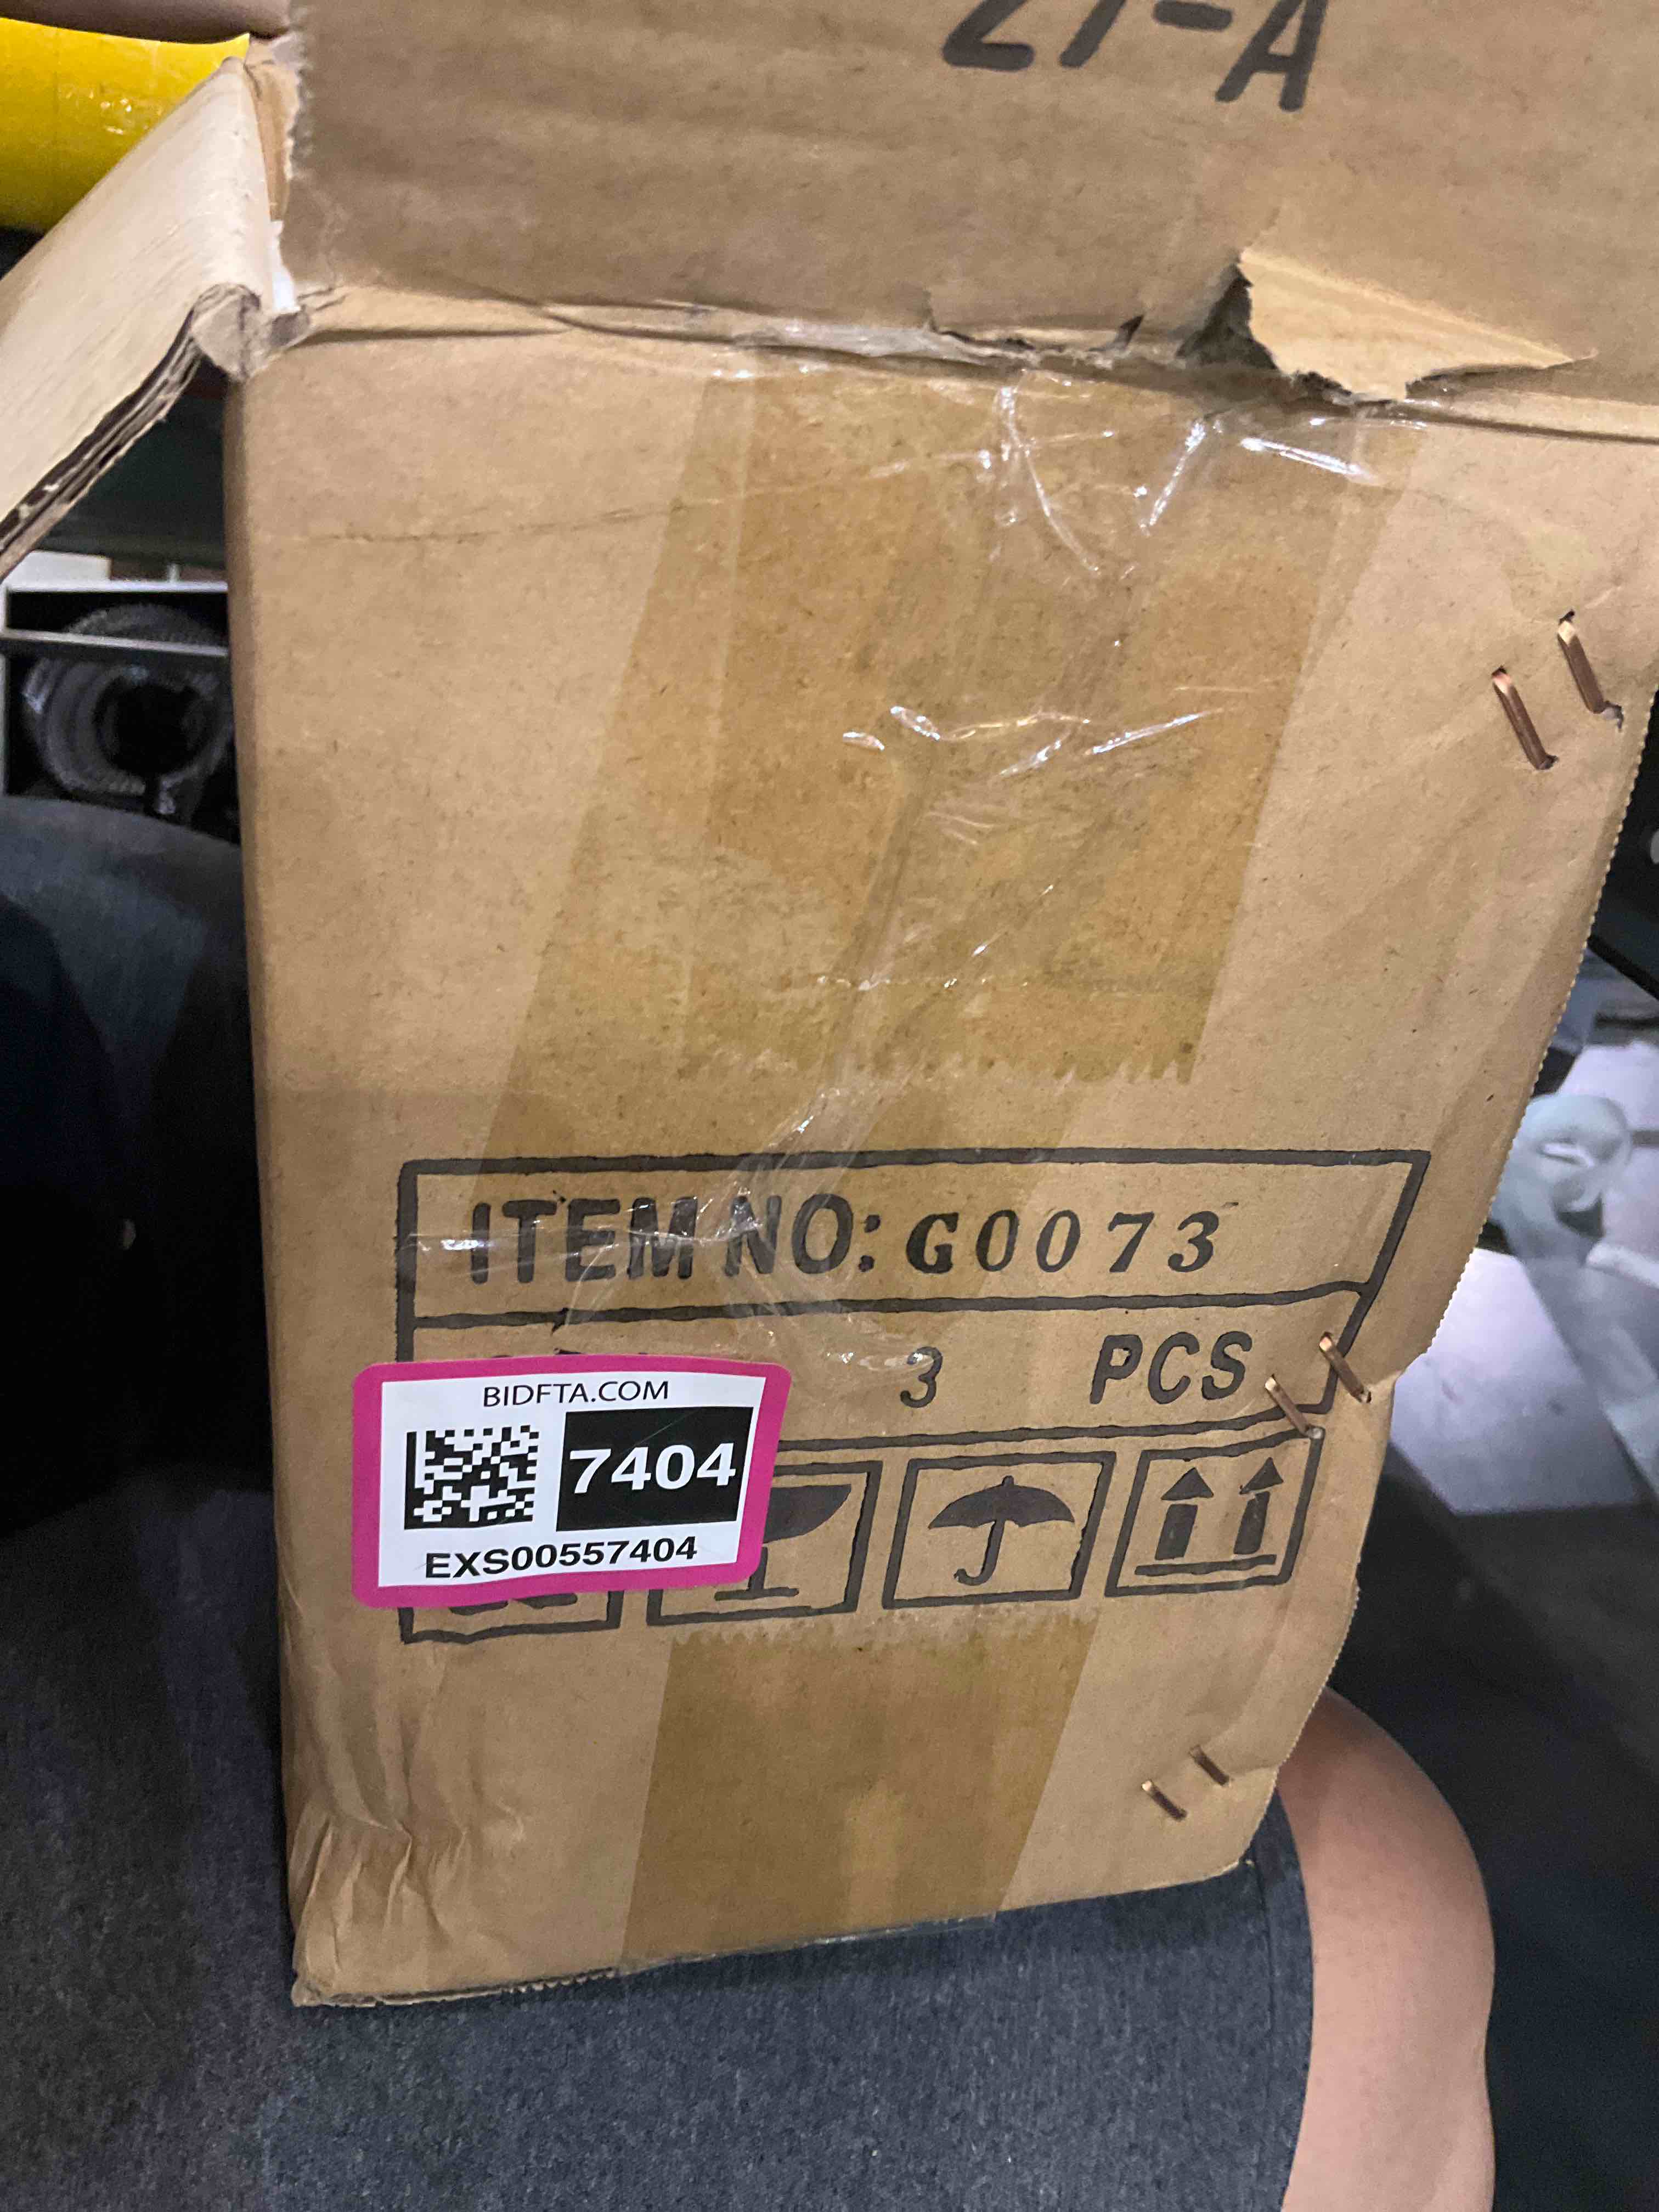 -A
ITEM NO: G0073
3 PCS
BIDFTA.COM
7404
EXS00557404